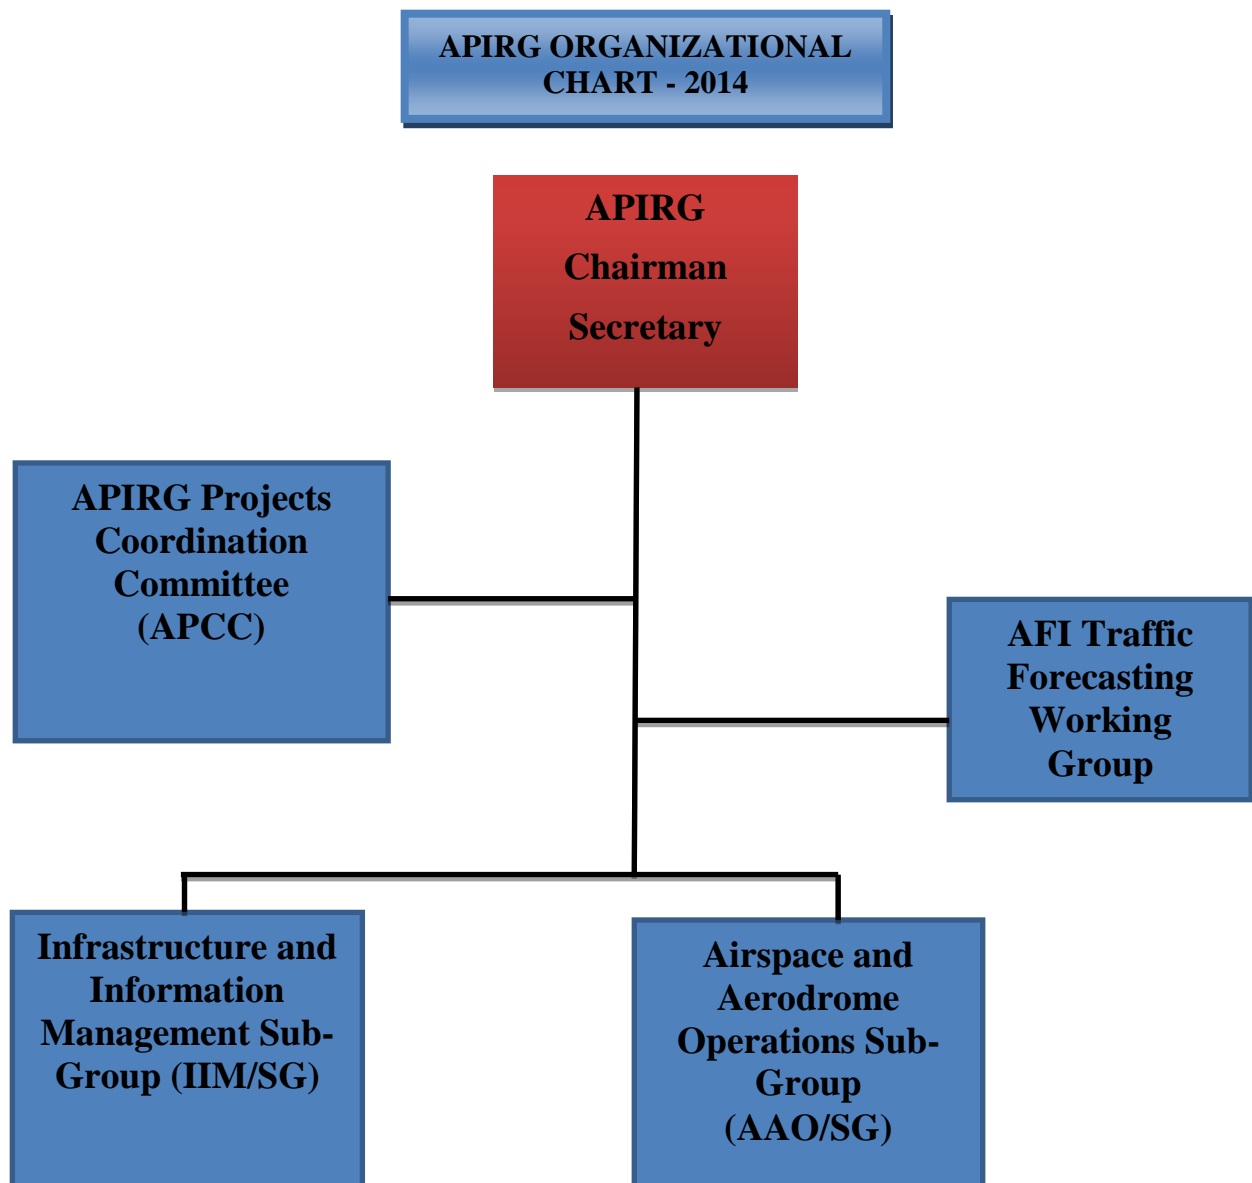 APIRG ORGANIZATIONAL
CHART - 2014
APIRG
Chairman
Secretary
APIRG Projects
Coordination
Committee
(APCC)
AFI Traffic
Forecasting
Working
Group
Infrastructure and
Information
Management Sub-
Group (IIM/SG)
Airspace and
Aerodrome
Operations Sub-
Group
(AAO/SG)